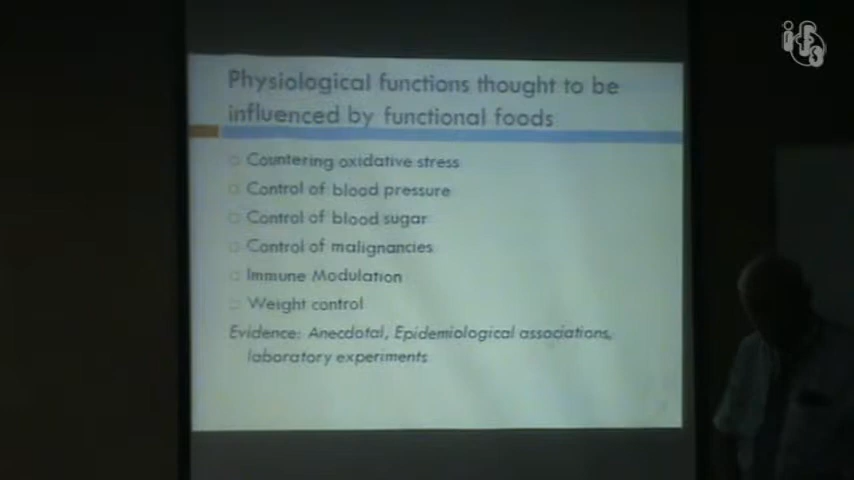 ifs
Physiological functions thought to be
influenced by functional foods
Countering oxidative stress
Control of blood pressure
Control of blood sugar
Control of malignancies
Immune Modulation
Weight control
Evidence: Anecdotal, Epidemiological associations,
laboratory experiments